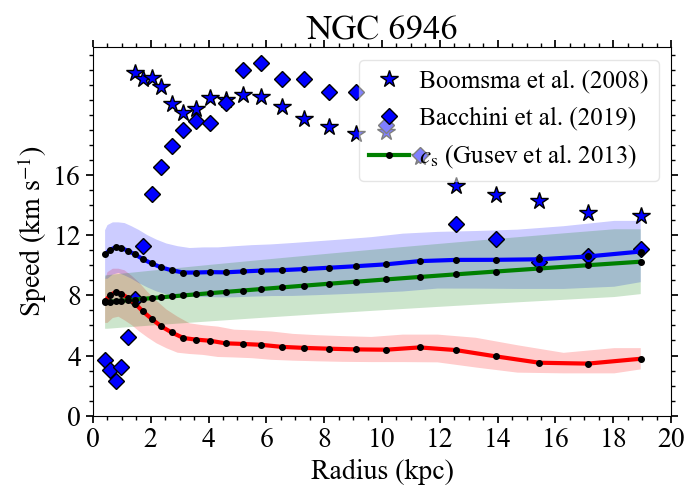 NGC 6946
Boomsma et al. (2008)
Bacchini et al. (2019)
c_s (Gusev et al. 2013)
Speed (km s⁻¹)
16
12
8
4
0
0 2 4 6 8 10 12 14 16 18 20
Radius (kpc)